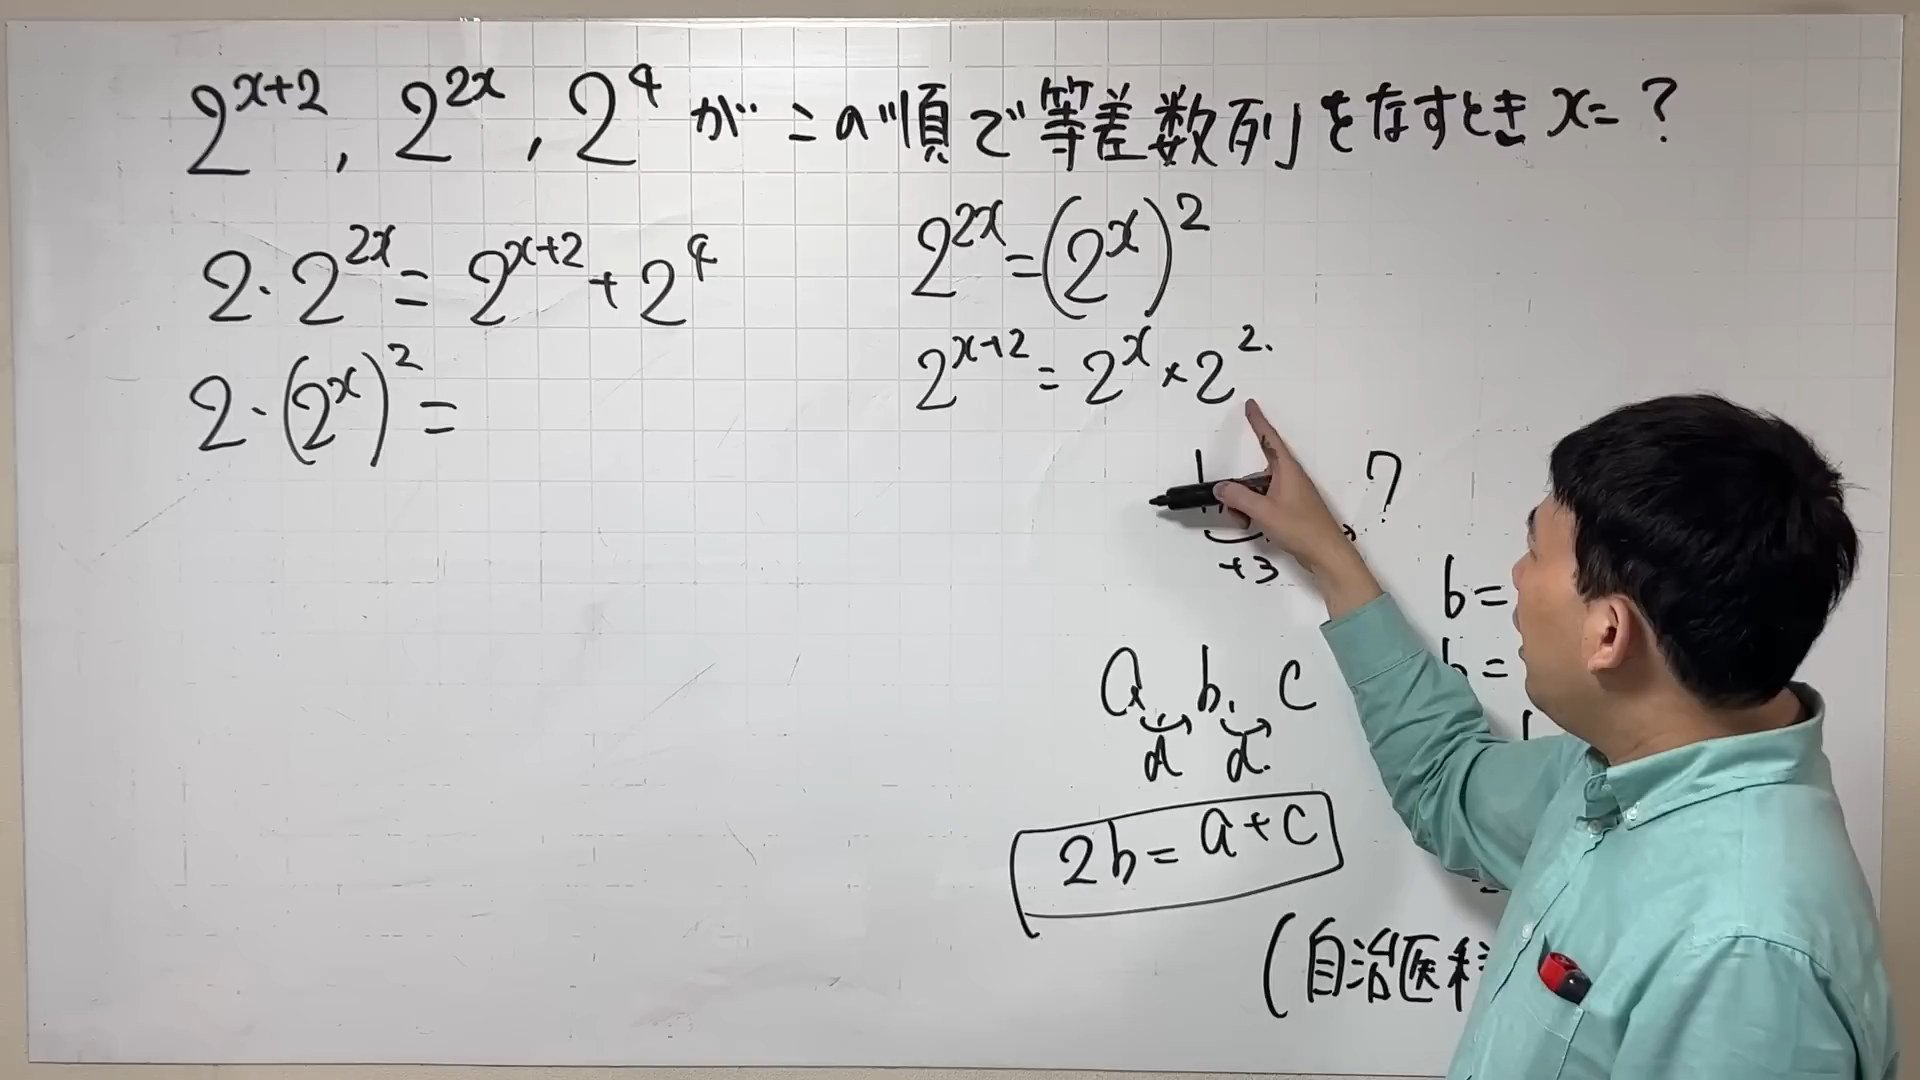 2^{x+2}, 2^{2x}, 2^4 がこの順で等差数列をなすとき x=?
2・2^{2x} = 2^{x+2} + 2^4
2・(2^x)^2 =
2^{2x} = (2^x)^2
2^{x+2} = 2^x × 2^2
7
+3
b=
b=
a b c
d d
2b = a+c
(自治医科